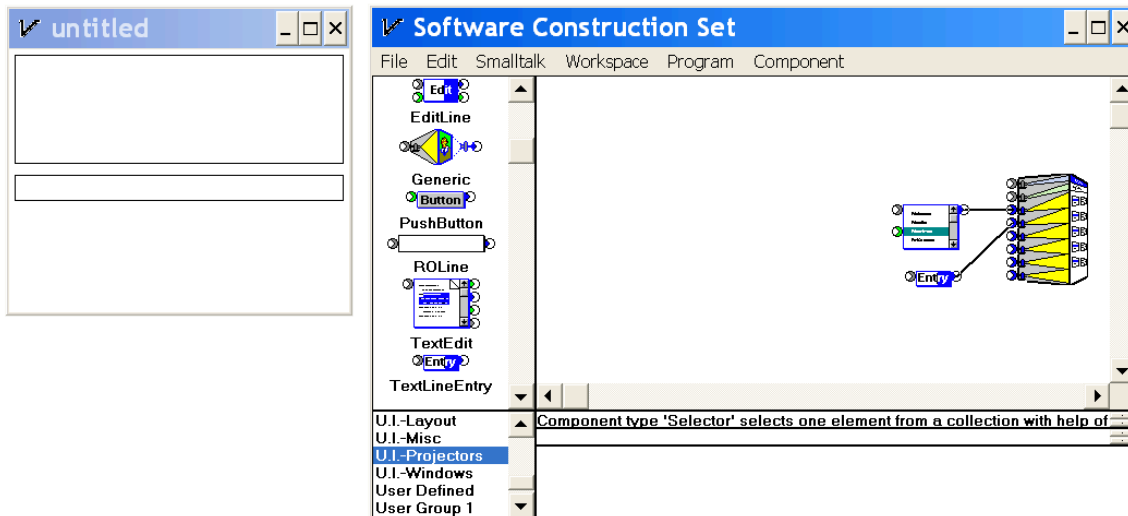 untitled
Software Construction Set
File Edit Smalltalk Workspace Program Component
Edit
EditLine
Generic
Button
PushButton
ROLine
TextEdit
Entry
TextLineEntry
Entry
U.I.-Layout
U.I.-Misc
U.I.-Projectors
U.I.-Windows
User Defined
User Group 1
Component type 'Selector' selects one element from a collection with help of